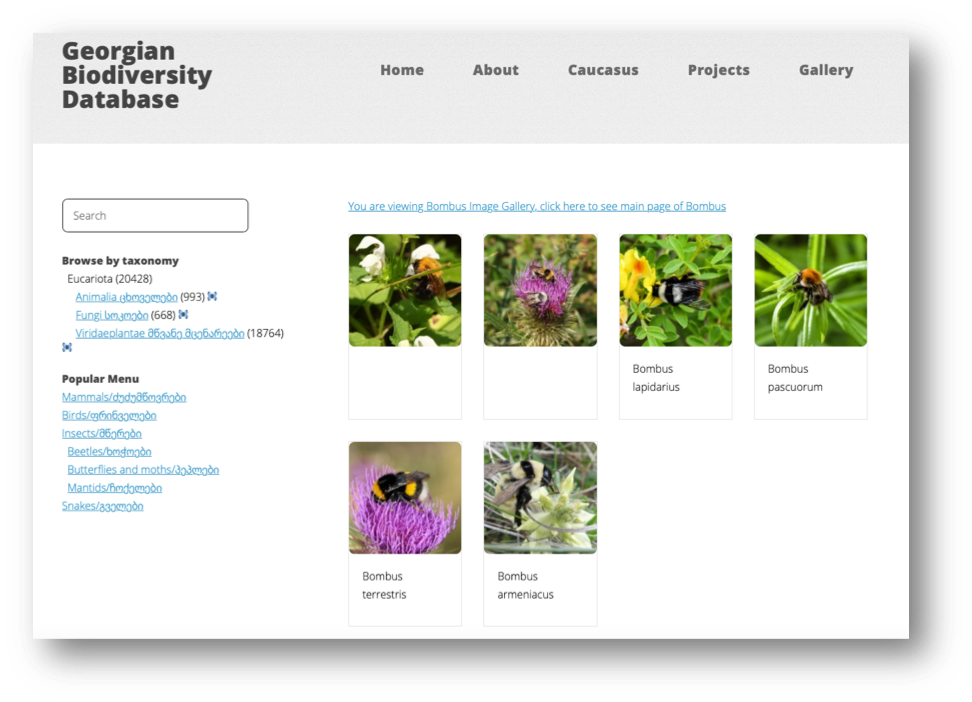 Georgian
Biodiversity
Database
Home About Caucasus Projects Gallery
Search
Browse by taxonomy
Eucariota (20428)
Animalia ცხოველები (993)
Fungi სოკოები (668)
Viridaeplantae მწვანე მცენარეები (18764)
Popular Menu
Mammals/ძუძუმწოვრები
Birds/ფრინველები
Insects/მწერები
Beetles/ხოჭოები
Butterflies and moths/პეპლები
Mantids/ჩოქელები
Snakes/გველები
You are viewing Bombus Image Gallery, click here to see main page of Bombus
Bombus
lapidarius
Bombus
pascuorum
Bombus
terrestris
Bombus
armeniacus